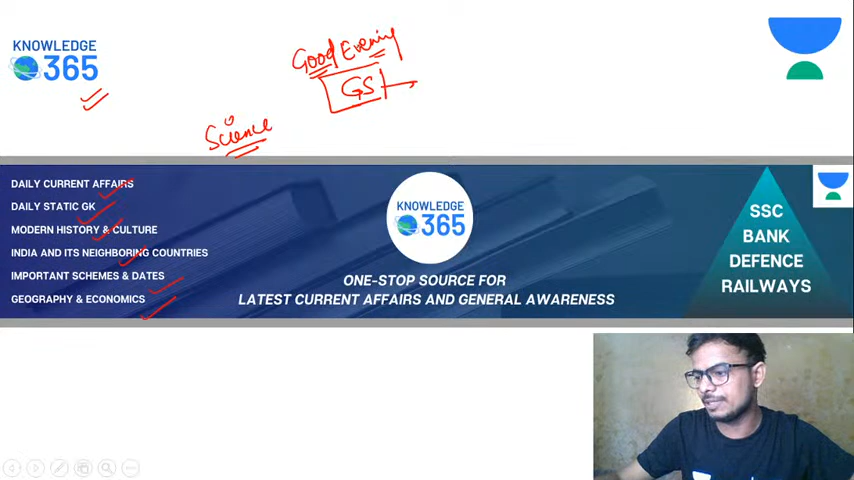 KNOWLEDGE
365
Good Evening
GS
Science
DAILY CURRENT AFFAIRS
DAILY STATIC GK
MODERN HISTORY & CULTURE
INDIA AND ITS NEIGHBORING COUNTRIES
IMPORTANT SCHEMES & DATES
GEOGRAPHY & ECONOMICS
KNOWLEDGE
365
ONE-STOP SOURCE FOR
LATEST CURRENT AFFAIRS AND GENERAL AWARENESS
SSC
BANK
DEFENCE
RAILWAYS